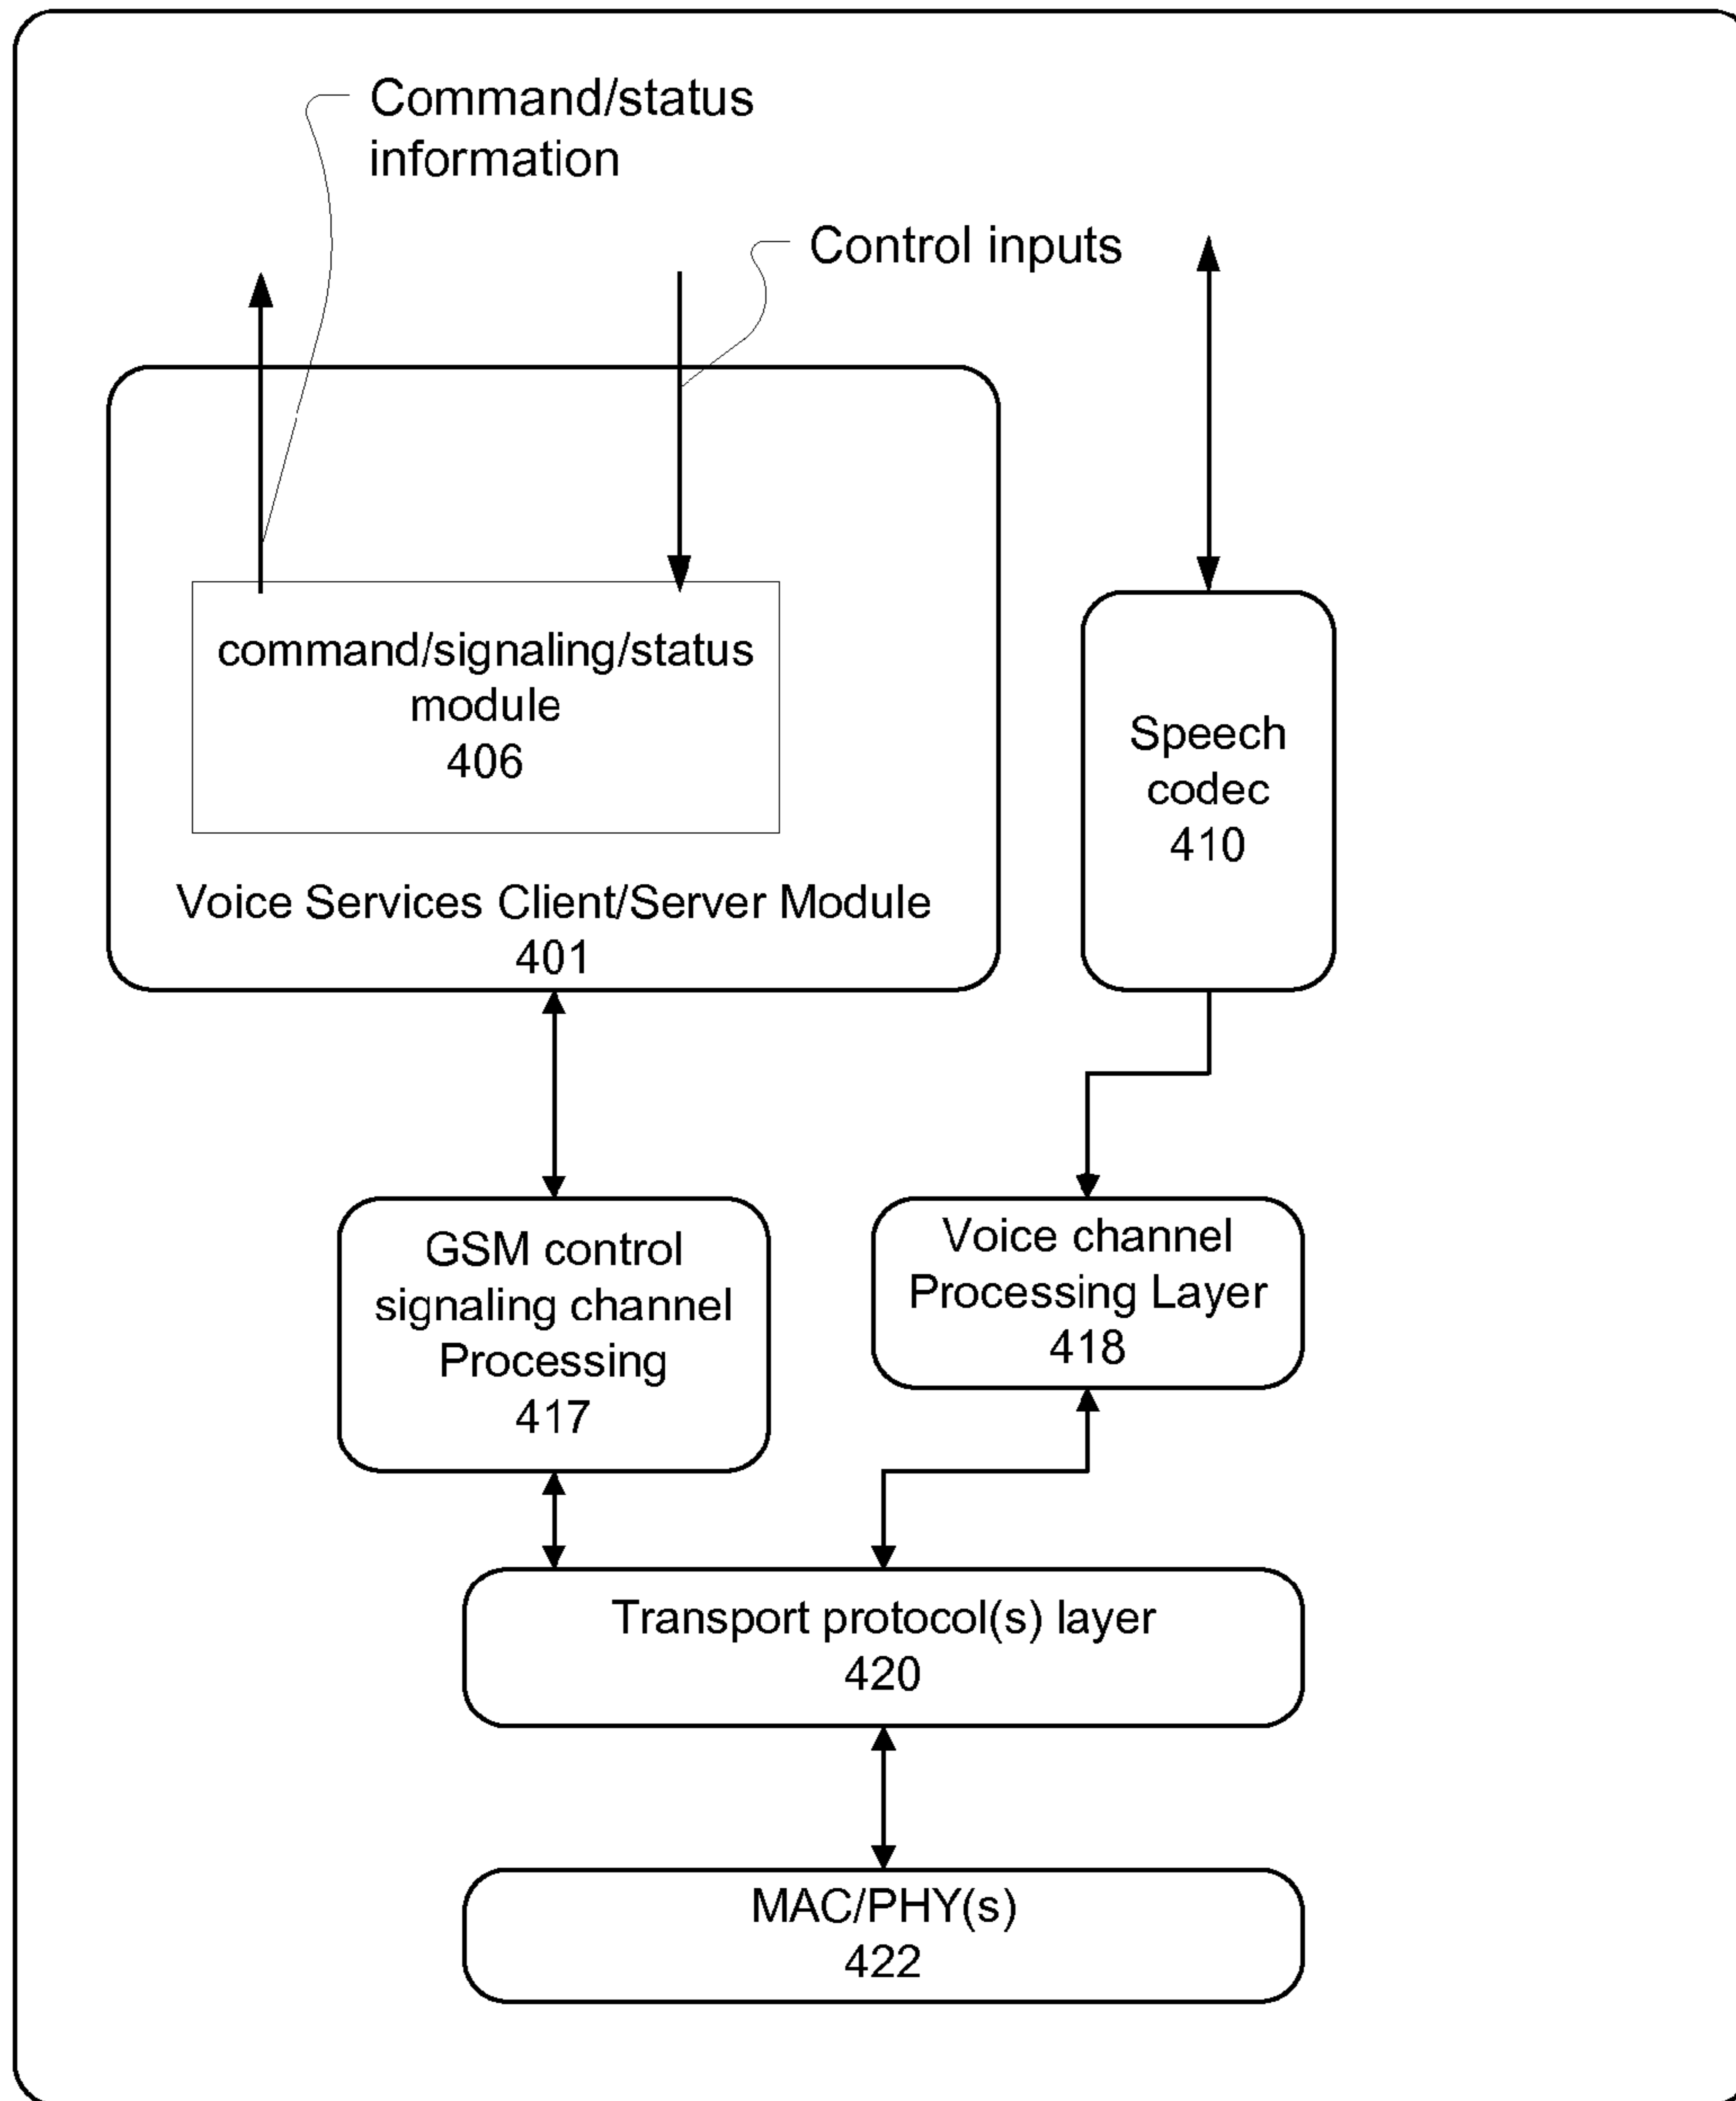 Command/status
information
Control inputs
command/signaling/status
module
406
Speech
codec
410
Voice Services Client/Server Module
401
GSM control
signaling channel
Processing
417
Voice channel
Processing Layer
418
Transport protocol(s) layer
420
MAC/PHY(s)
422